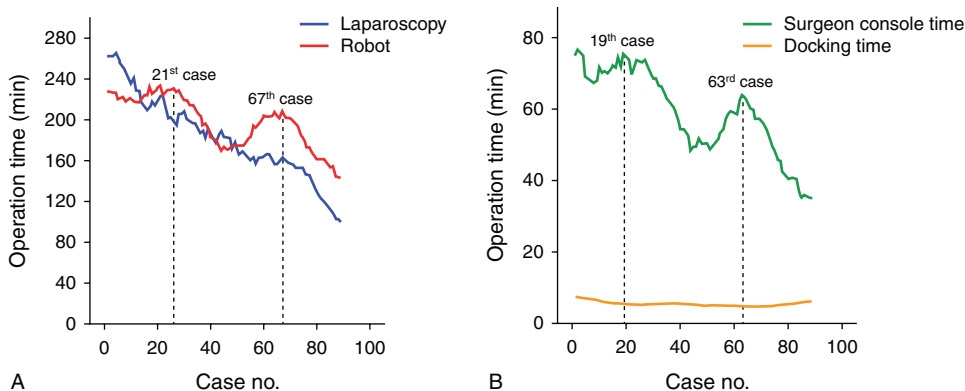 Laparoscopy
Robot
280
240
200
160
120
80
40
0
Operation time (min)
21st case
67th case
0 20 40 60 80 100
Case no.
A
Surgeon console time
Docking time
80
60
40
20
0
Operation time (min)
19th case
63rd case
0 20 40 60 80 100
Case no.
B